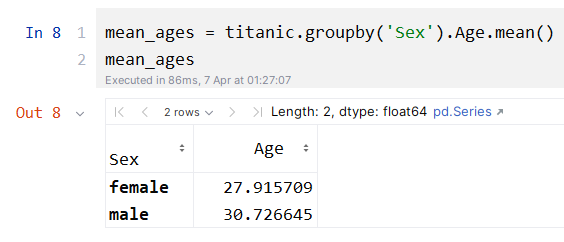 In 8 1 mean_ages = titanic.groupby('Sex').Age.mean()
2 mean_ages
Executed in 86ms, 7 Apr at 01:27:07
Out 8 2 rows Length: 2, dtype: float64 pd.Series
Sex Age
female 27.915709
male 30.726645